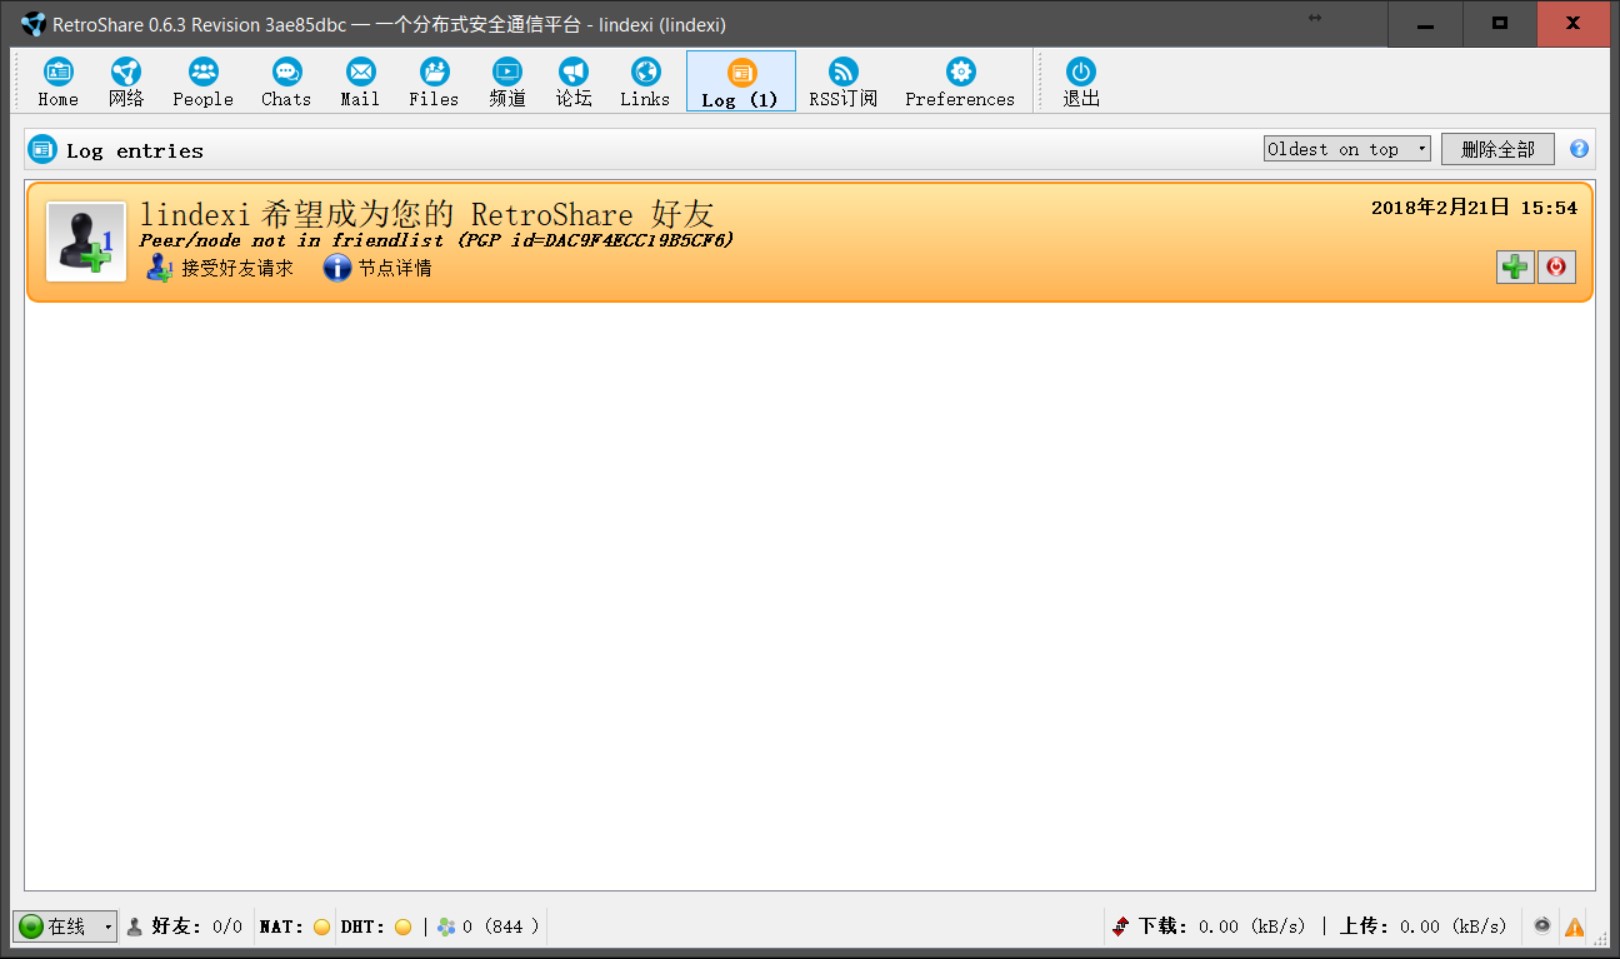 RetroShare 0.6.3 Revision 3ae85dbc — 一个分布式安全通信平台 - lindexi (lindexi)
Home 网络 People Chats Mail Files 频道 论坛 Links Log (1) RSS订阅 Preferences 退出
Log entries Oldest on top 删除全部
lindexi 希望成为您的 RetroShare 好友 2018年2月21日 15:54
Peer/node not in friendlist (PGP id=DAC9F4ECC19B5CF6)
接受好友请求 节点详情
在线 好友: 0/0 NAT: DHT: | 0 (844 ) 下载: 0.00 (kB/s) | 上传: 0.00 (kB/s)